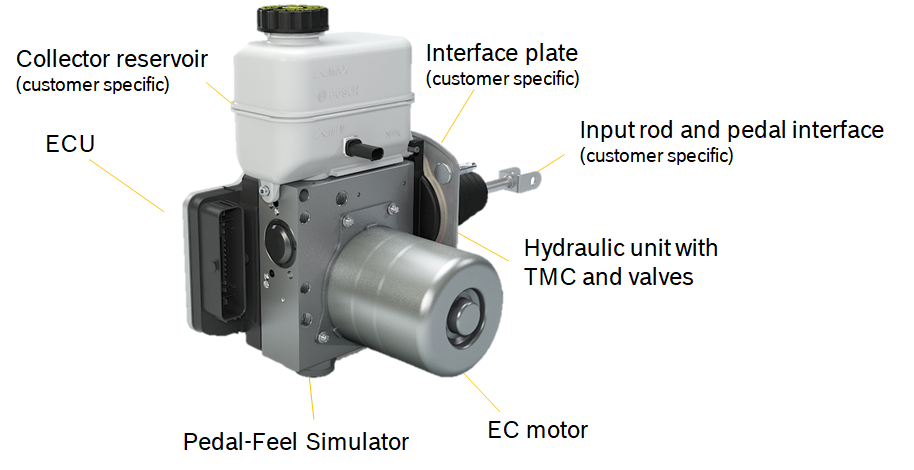 Collector reservoir
(customer specific)
Interface plate
(customer specific)
ECU
Input rod and pedal interface
(customer specific)
BOSCH
Hydraulic unit with
TMC and valves
Pedal-Feel Simulator
EC motor